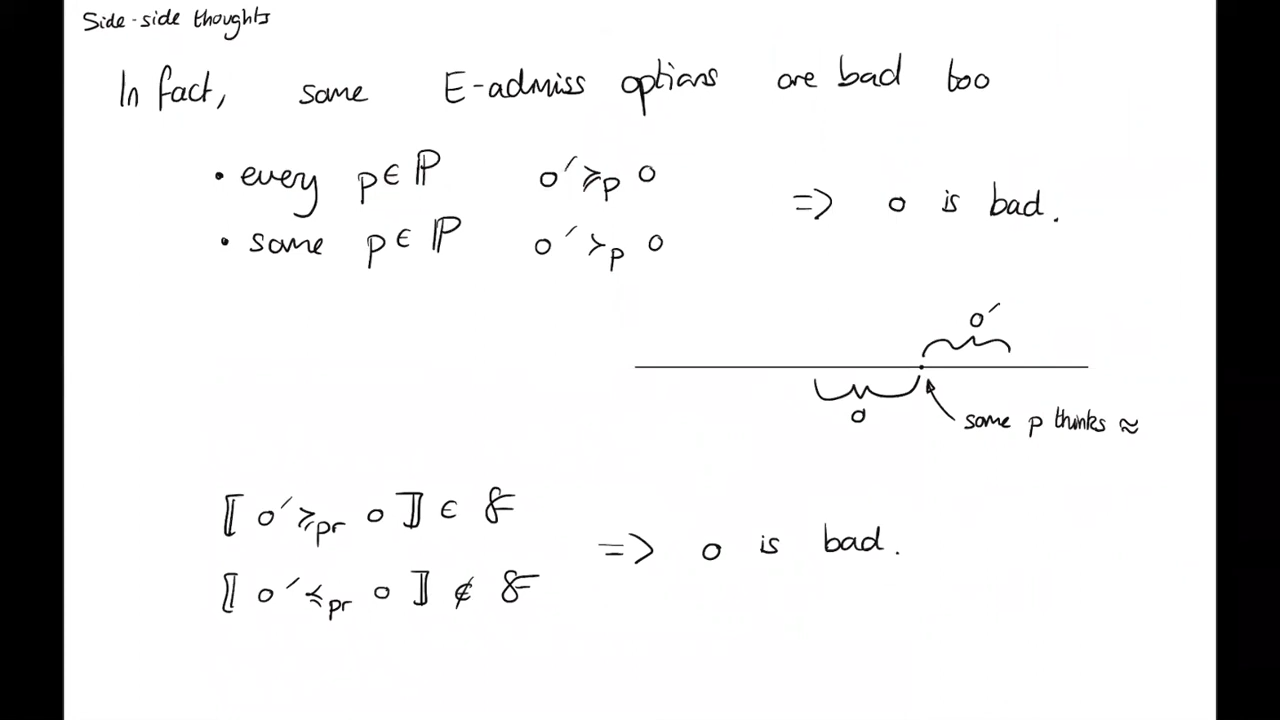 Side-side thoughts
In fact, some E-admiss options are bad too
• every p ∈ ℙ o′ ≽p o
=> o is bad.
• some p ∈ ℙ o′ ≻p o
o′
o
some p thinks ≈
⟦ o′ ≽pr o ⟧ ∈ ℱ
=> o is bad.
⟦ o′ ≼pr o ⟧ ∉ ℱ